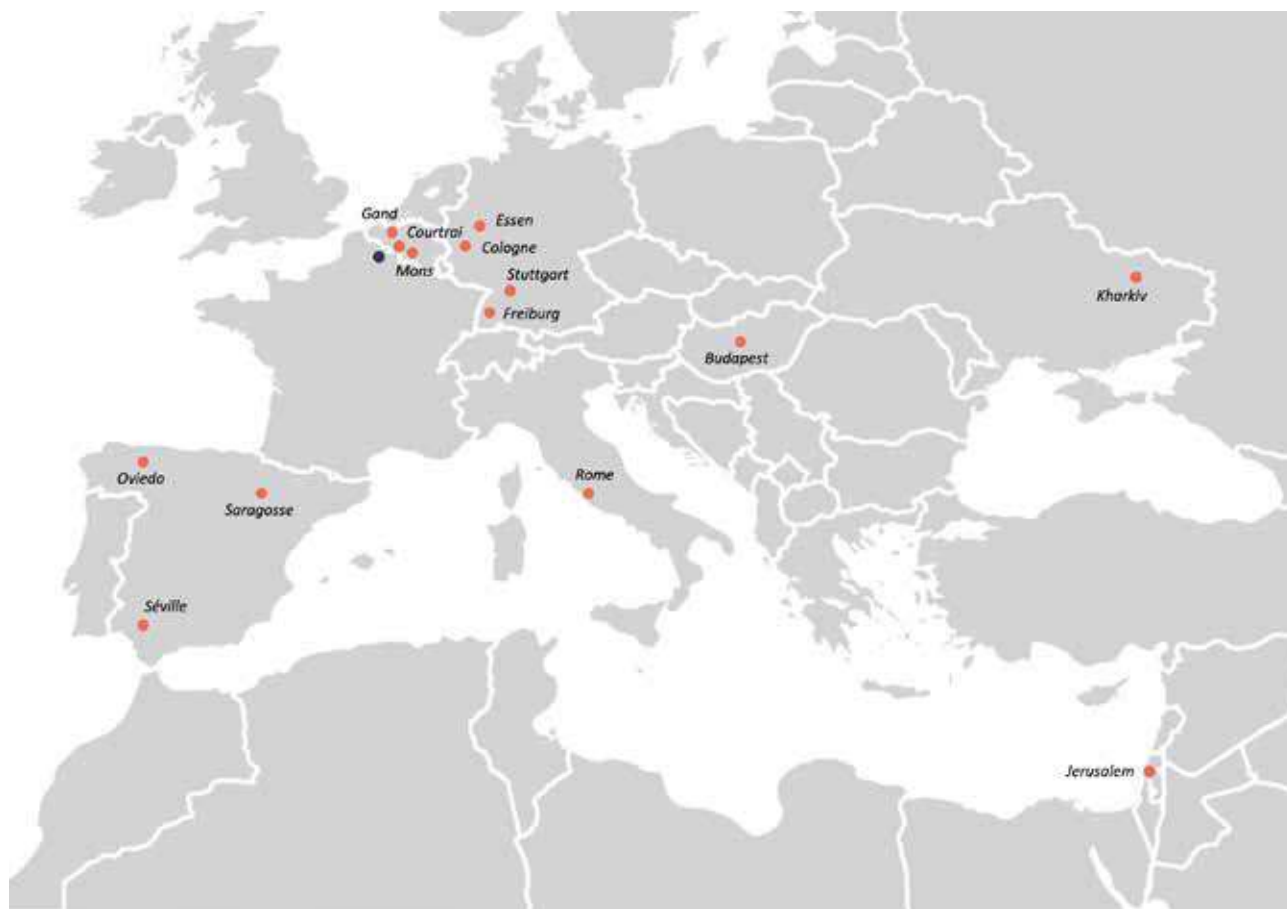 Gand
Essen
Courtrai
Cologne
Mons
Stuttgart
Kharkiv
Freiburg
Budapest
Oviedo
Rome
Saragosse
Séville
Jerusalem